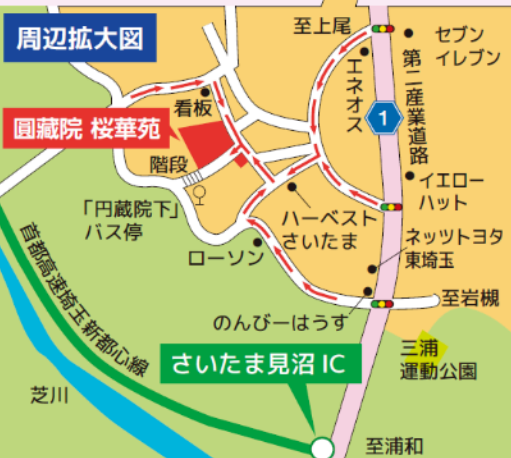 周辺拡大図
至上尾
セブン
イレブン
エネオス
第二産業道路
1
看板
圓藏院 桜華苑
階段
イエロー
ハット
「円蔵院下」
バス停
ハーベスト
さいたま
ネッツトヨタ
東埼玉
ローソン
至岩槻
首都高速埼玉新都心線
のんびーはうす
三浦
運動公園
さいたま見沼 IC
芝川
至浦和